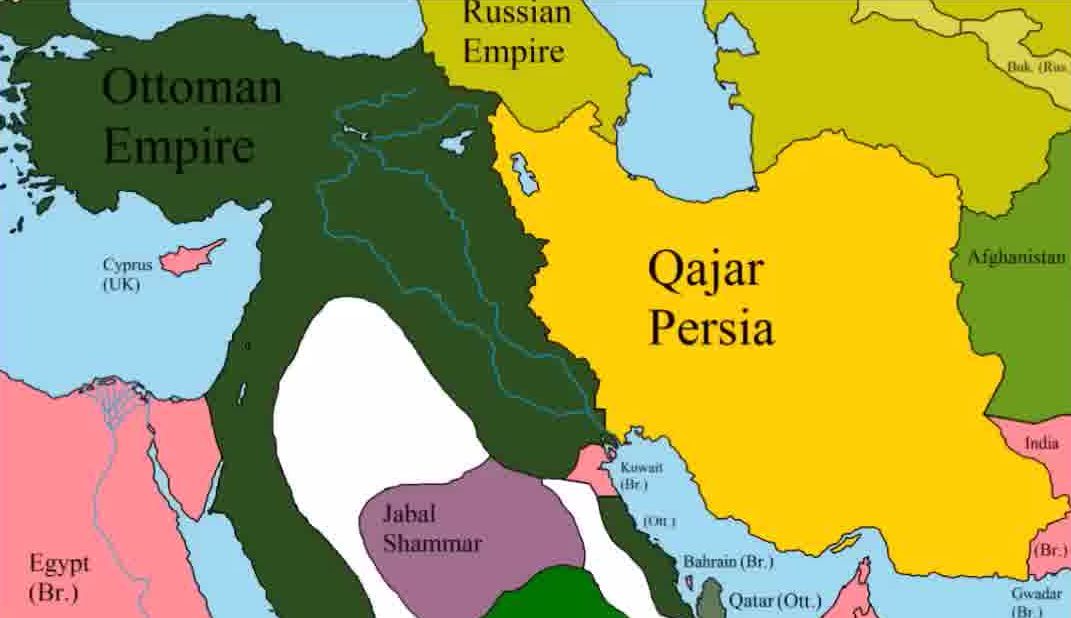 Russian
Empire
Buk. (Rus.
Ottoman
Empire
Cyprus
(UK)
Qajar
Persia
Afghanistan
India
Kuwait
(Br.)
Jabal
Shammar
(Ott.)
Egypt
(Br.)
Bahrain (Br.)
(Br.)
Qatar (Ott.)
Gwadar
(Br.)